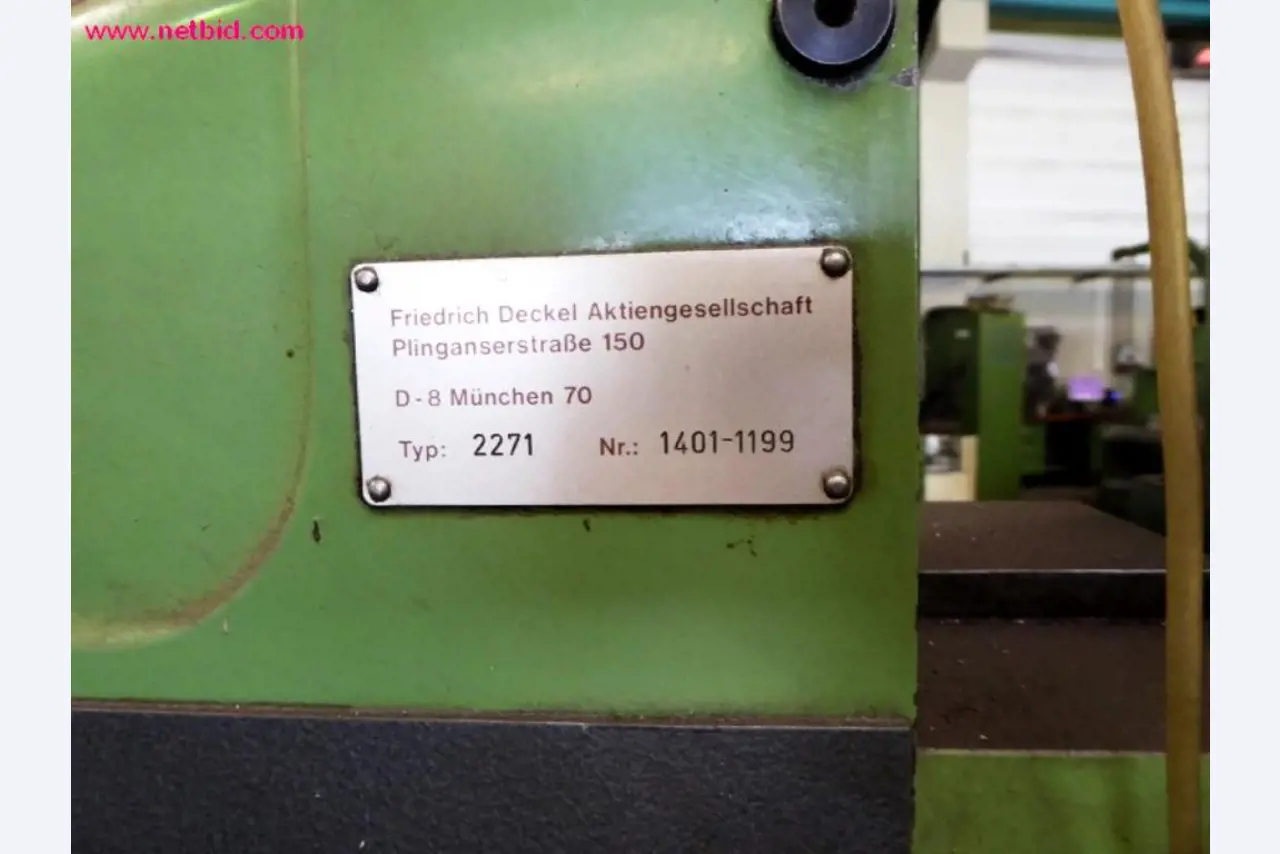 www.netbid.com
Friedrich Deckel Aktiengesellschaft
Plinganserstraße 150
D-8 München 70
Typ: 2271 Nr.: 1401-1199